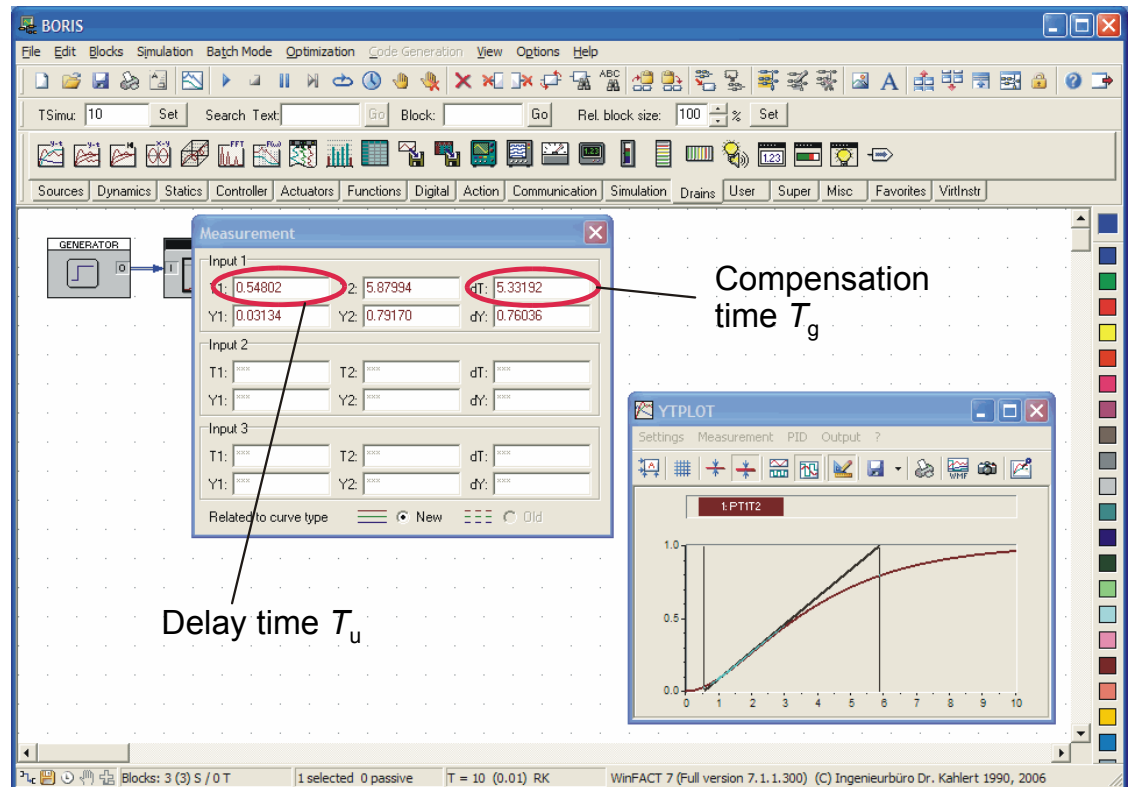 BORIS
File Edit Blocks Simulation Batch Mode Optimization Code Generation View Options Help
ABC
A
TSimu: 10 Set Search Text: Go Block: Go Rel. block size: 100 % Set
y-t y-t x-y FFT F(ω)
1.23
Sources Dynamics Statics Controller Actuators Functions Digital Action Communication Simulation Drains User Super Misc Favorites VirtInstr
GENERATOR
O I
Measurement
Input 1
T1: 0.54802 2: 5.87994 dT: 5.33192
Y1: 0.03134 Y2: 0.79170 dY: 0.76036
Input 2
T1: *** T2: *** dT: ***
Y1: *** Y2: *** dY: ***
Input 3
T1: *** T2: *** dT: ***
Y1: *** Y2: *** dY: ***
Related to curve type New Old
Compensation
time Tg
Delay time Tu
YTPLOT
Settings Measurement PID Output ?
WMF
1: PT1T2
1.0
0.5
0.0
0 1 2 3 4 5 6 7 8 9 10
Blocks: 3 (3) S / 0 T 1 selected 0 passive T = 10 (0.01) RK WinFACT 7 (Full version 7.1.1.300) (C) Ingenieurbüro Dr. Kahlert 1990, 2006